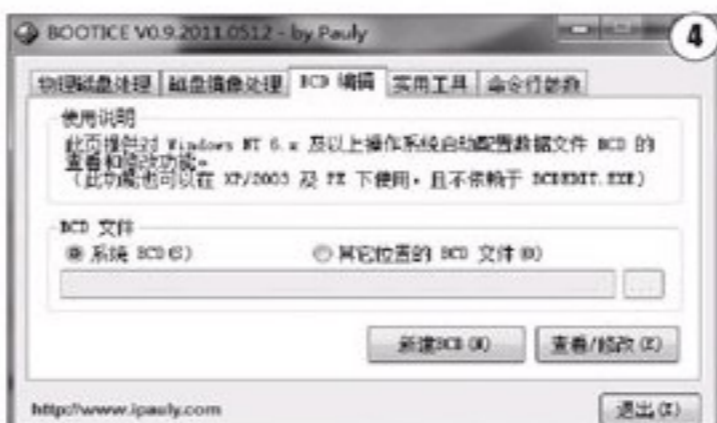 BOOTICE V0.9.2011.0512 - by Pauly
4
物理磁盘处理 磁盘镜像处理 BCD 编辑 实用工具 命令行参数
使用说明
此页提供对 Windows NT 6.x 及以上操作系统启动配置数据文件 BCD 的
查看和修改功能。
(此功能也可以在 XP/2003 及 PE 下使用,且不依赖于 BCDEDIT.EXE)
BCD 文件
系统 BCD(S) 其它位置的 BCD 文件(O)
...
新建BCD(N) 查看/修改(E)
http://www.ipauly.com 退出(X)